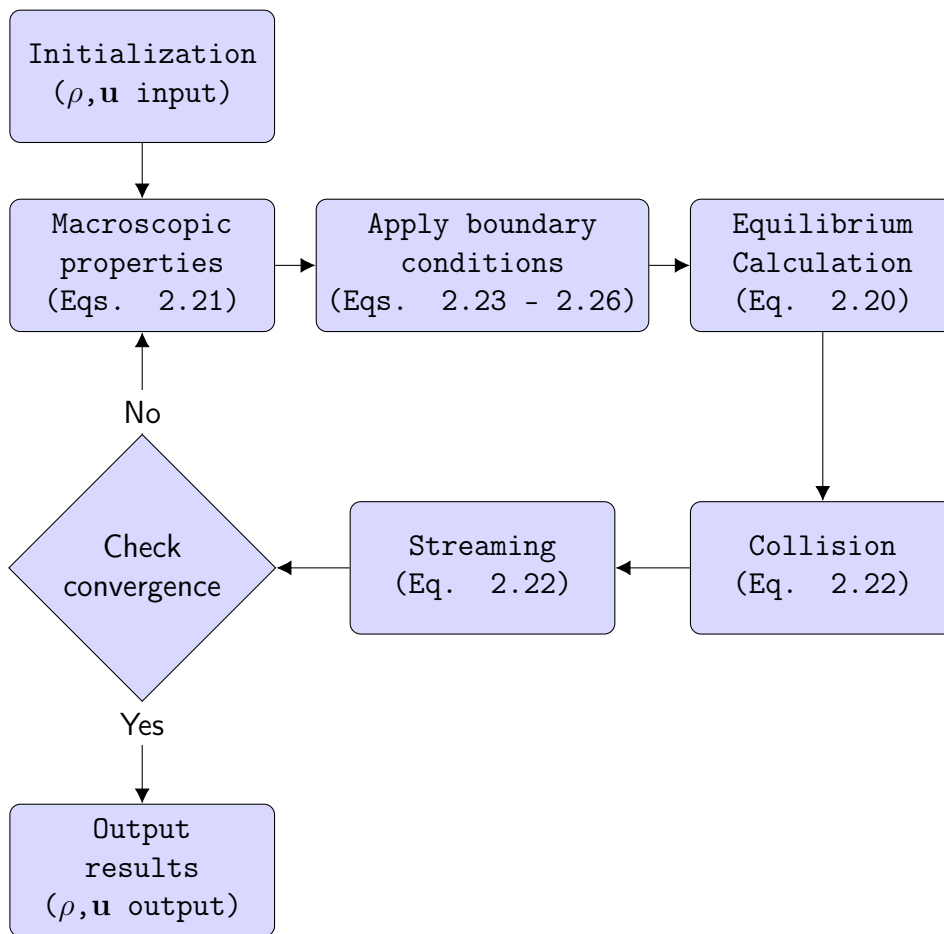 Initialization
(ρ,u input)
Macroscopic
properties
(Eqs. 2.21)
Apply boundary
conditions
(Eqs. 2.23 - 2.26)
Equilibrium
Calculation
(Eq. 2.20)
No
Check
convergence
Streaming
(Eq. 2.22)
Collision
(Eq. 2.22)
Yes
Output
results
(ρ,u output)